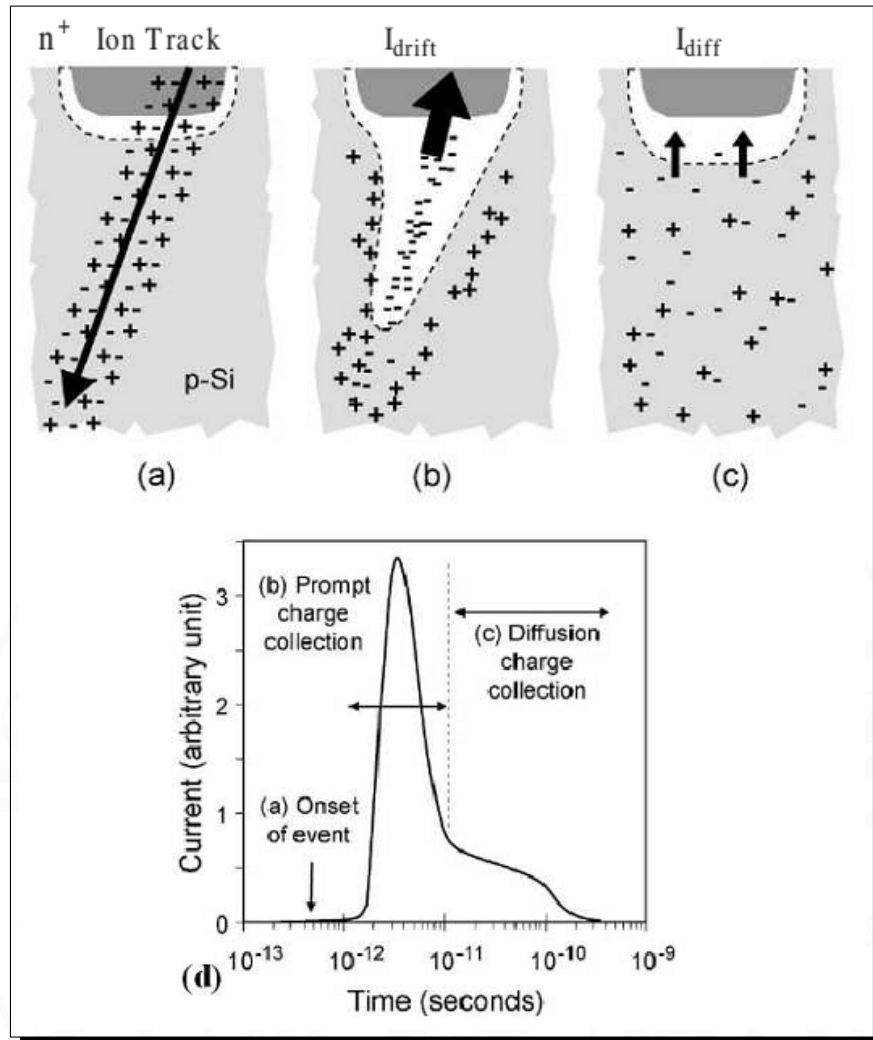 n+ Ion Track
Idrift
Idiff
p-Si
(a)
(b)
(c)
Current (arbitrary unit)
3
2
1
0
(b) Prompt
charge
collection
(c) Diffusion
charge
collection
(a) Onset
of event
10-13
10-12
10-11
10-10
10-9
(d)
Time (seconds)